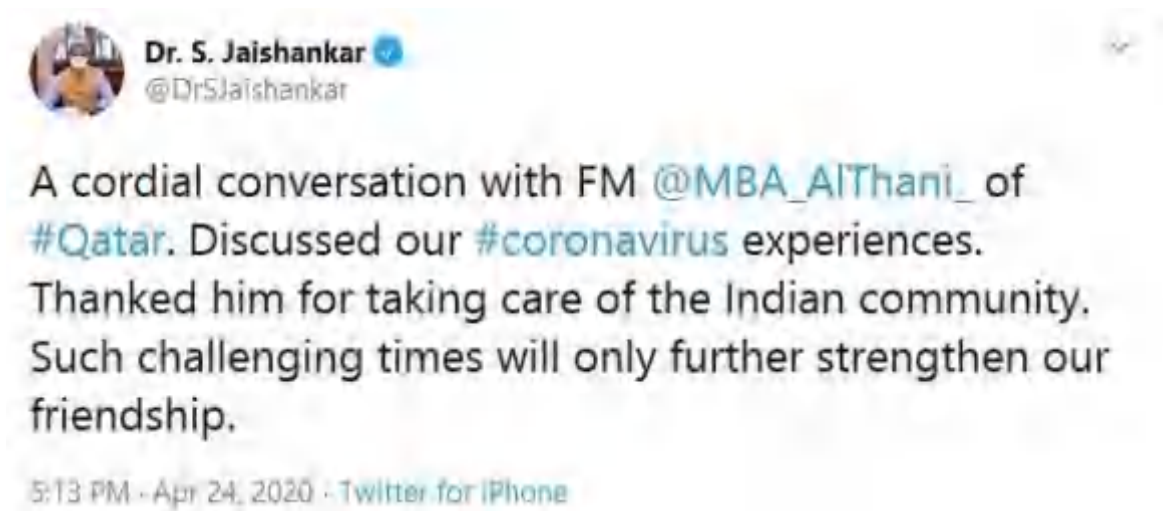 Dr. S. Jaishankar
@DrSJaishankar
A cordial conversation with FM @MBA_AlThani_ of
#Qatar. Discussed our #coronavirus experiences.
Thanked him for taking care of the Indian community.
Such challenging times will only further strengthen our
friendship.
5:13 PM · Apr 24, 2020 · Twitter for iPhone